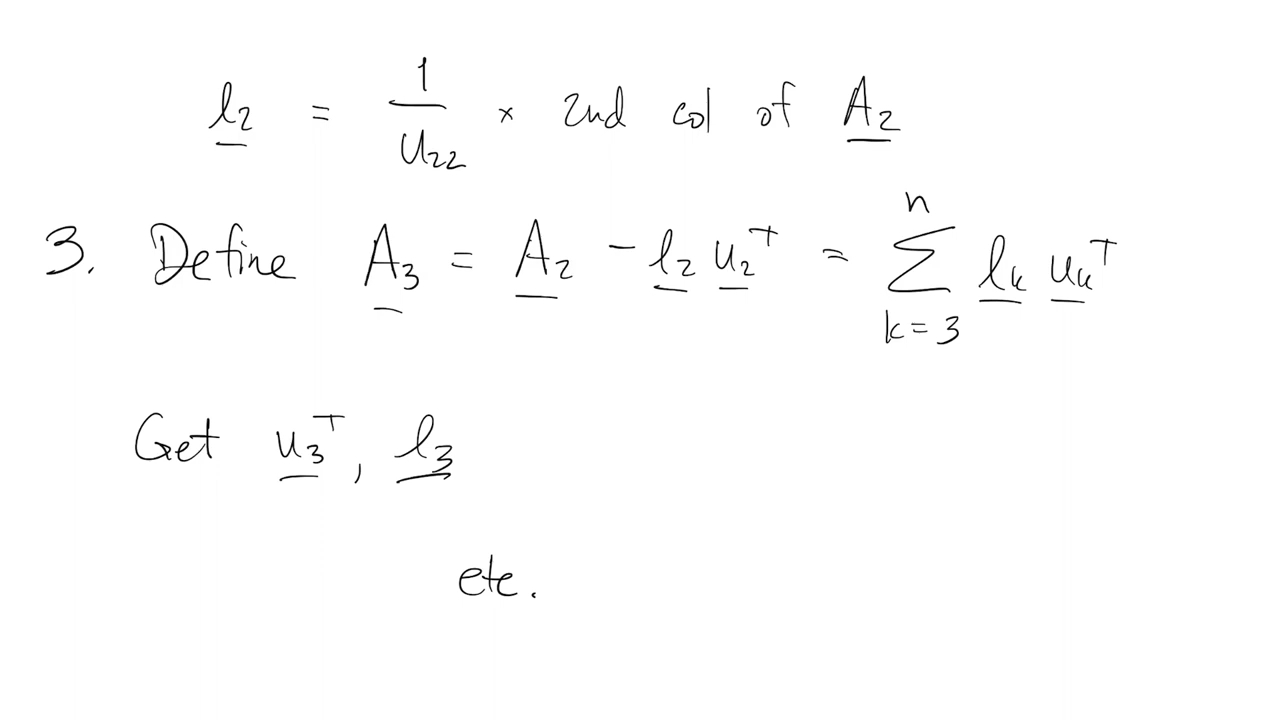 l₂ = 1/u₂₂ × 2nd col of A₂
3. Define A₃ = A₂ − l₂ u₂ᵀ = ∑ₖ₌₃ⁿ lₖ uₖᵀ
Get u₃ᵀ, l₃
etc.